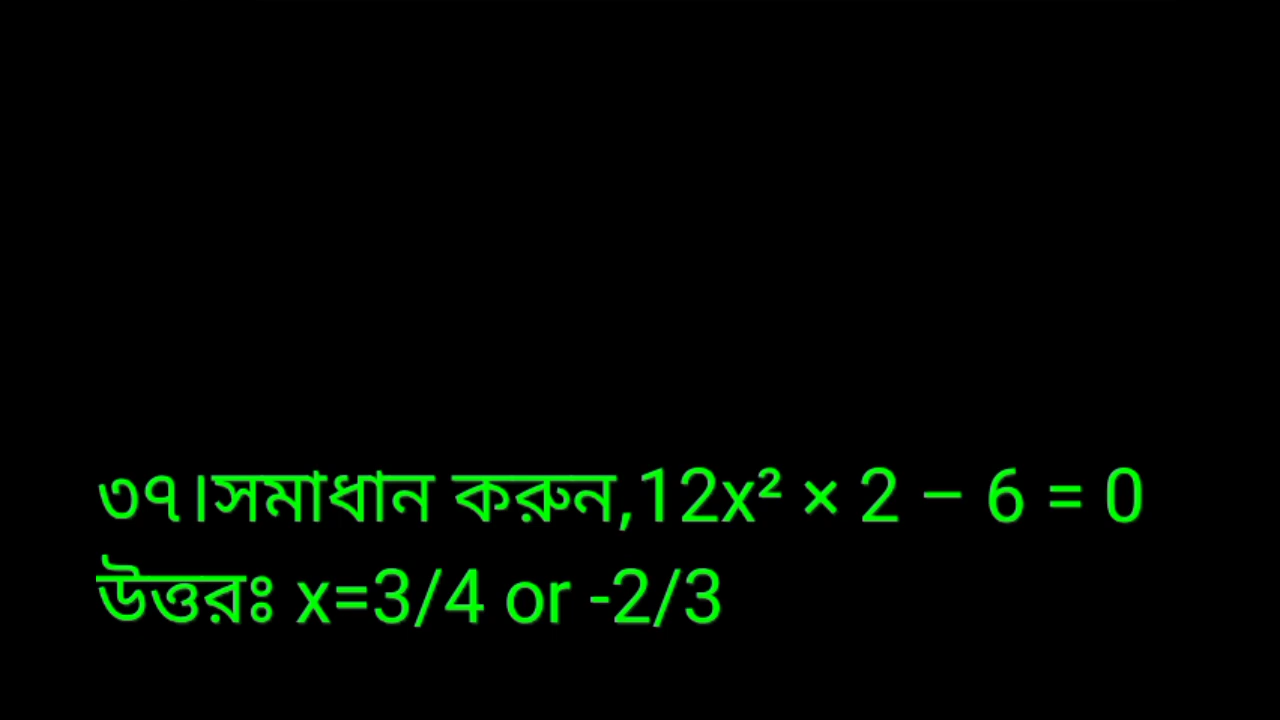 ৩৭।সমাধান করুন,12x² × 2 – 6 = 0
উত্তরঃ x=3/4 or -2/3